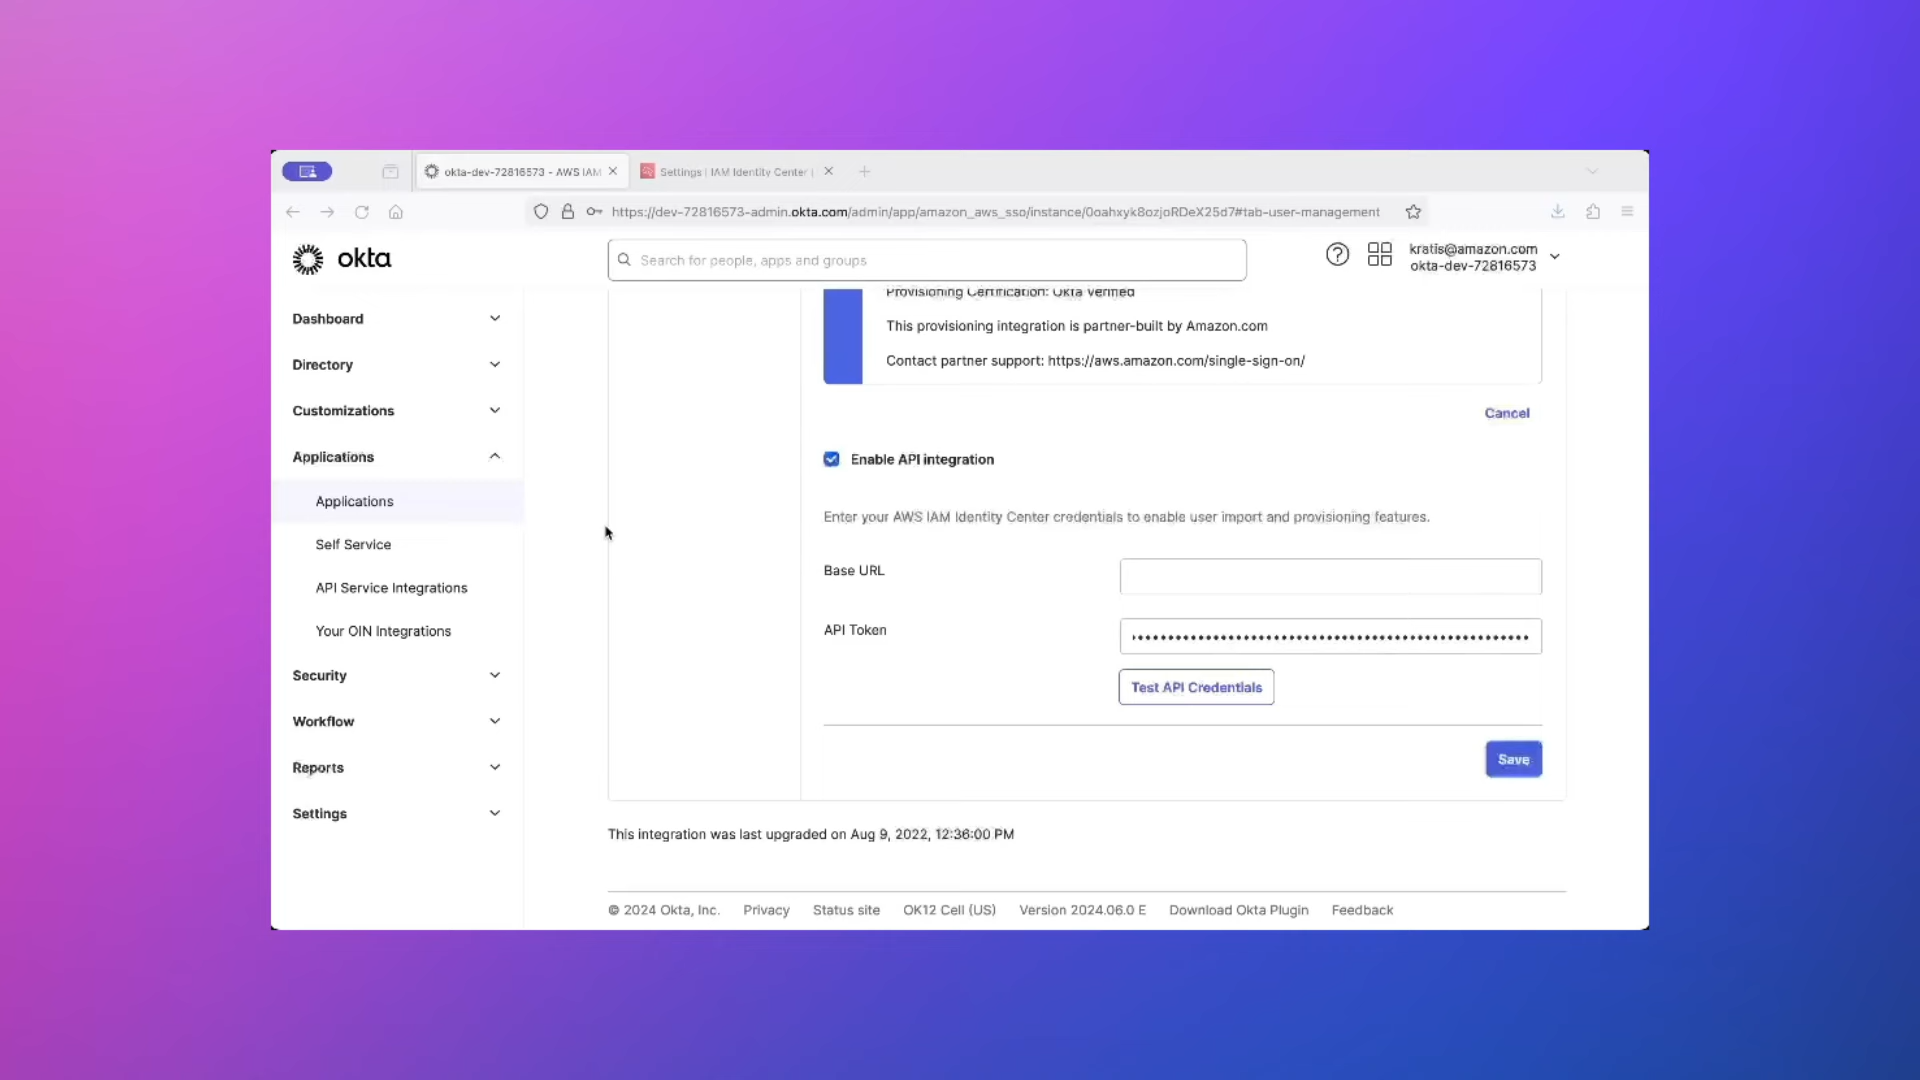 okta-dev-72816573 - AWS IAM
Settings | IAM Identity Center |
https://dev-72816573-admin.okta.com/admin/app/amazon_aws_sso/instance/0oahxyk8ozjoRDeX25d7#tab-user-management
okta
Search for people, apps and groups
kratis@amazon.com
okta-dev-72816573
Dashboard
Directory
Customizations
Applications
Applications
Self Service
API Service Integrations
Your OIN Integrations
Security
Workflow
Reports
Settings
Provisioning Certification: Okta Verified
This provisioning integration is partner-built by Amazon.com
Contact partner support: https://aws.amazon.com/single-sign-on/
Cancel
Enable API integration
Enter your AWS IAM Identity Center credentials to enable user import and provisioning features.
Base URL
API Token
Test API Credentials
Save
This integration was last upgraded on Aug 9, 2022, 12:36:00 PM
© 2024 Okta, Inc. Privacy Status site OK12 Cell (US) Version 2024.06.0 E Download Okta Plugin Feedback